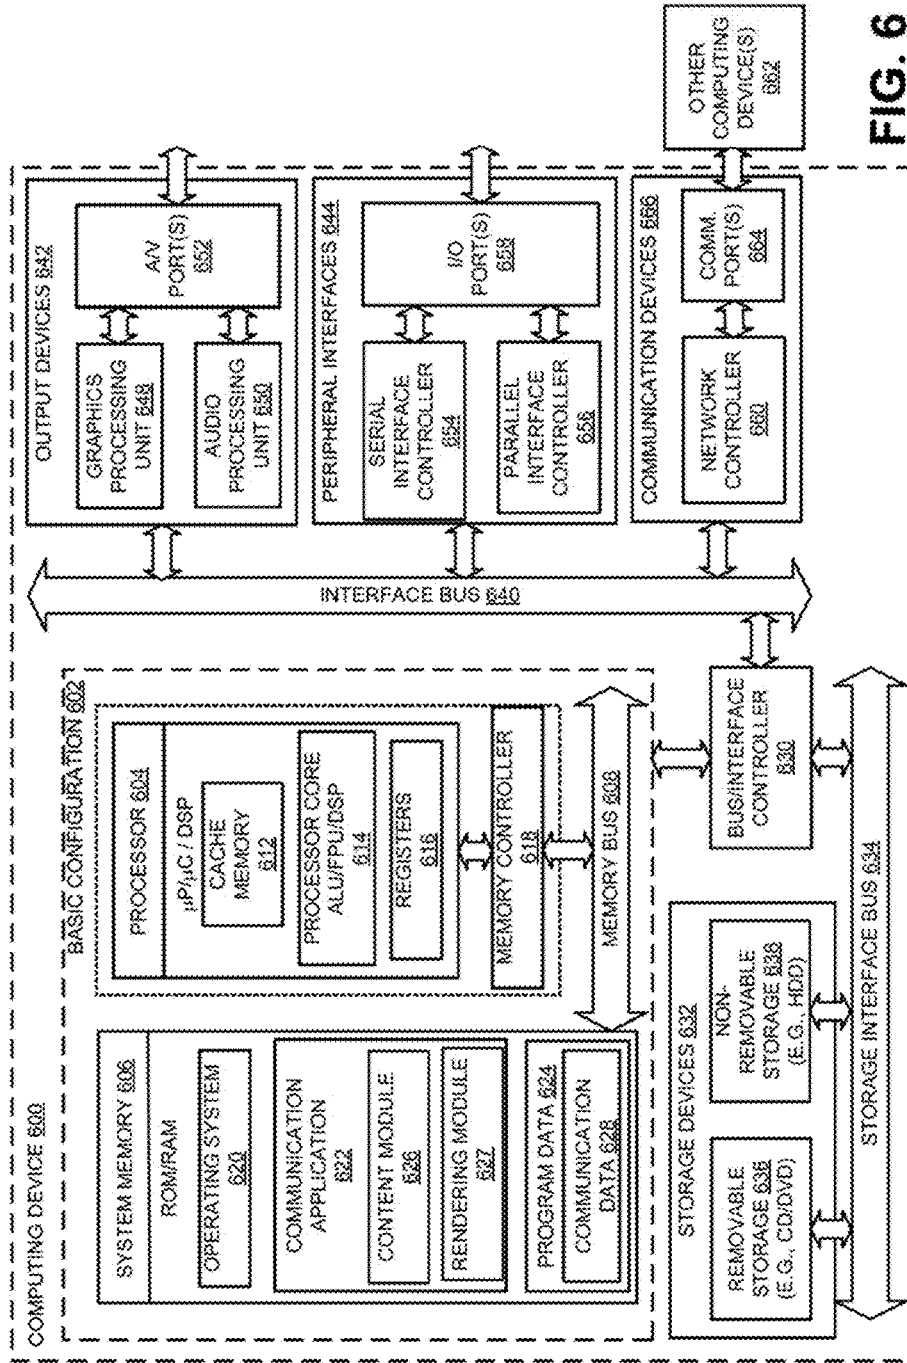 COMPUTING DEVICE 600
BASIC CONFIGURATION 602
SYSTEM MEMORY 606
ROM/RAM
OPERATING SYSTEM
620
COMMUNICATION
APPLICATION
622
CONTENT MODULE
626
RENDERING MODULE
627
PROGRAM DATA 624
COMMUNICATION
DATA 628
PROCESSOR 604
µP/µC / DSP
CACHE
MEMORY
612
PROCESSOR CORE
ALU/FPU/DSP
614
REGISTERS
616
MEMORY CONTROLLER
618
MEMORY BUS 608
STORAGE DEVICES 632
REMOVABLE
STORAGE 636
(E.G., CD/DVD)
NON-
REMOVABLE
STORAGE 638
(E.G., HDD)
STORAGE INTERFACE BUS 634
BUS/INTERFACE
CONTROLLER
630
INTERFACE BUS 640
OUTPUT DEVICES 642
GRAPHICS
PROCESSING
UNIT 648
AUDIO
PROCESSING
UNIT 650
A/V
PORT(S)
652
PERIPHERAL INTERFACES 644
SERIAL
INTERFACE
CONTROLLER
654
PARALLEL
INTERFACE
CONTROLLER
656
I/O
PORT(S)
658
COMMUNICATION DEVICES 666
NETWORK
CONTROLLER
660
COMM.
PORT(S)
664
OTHER
COMPUTING
DEVICE(S)
662
FIG. 6